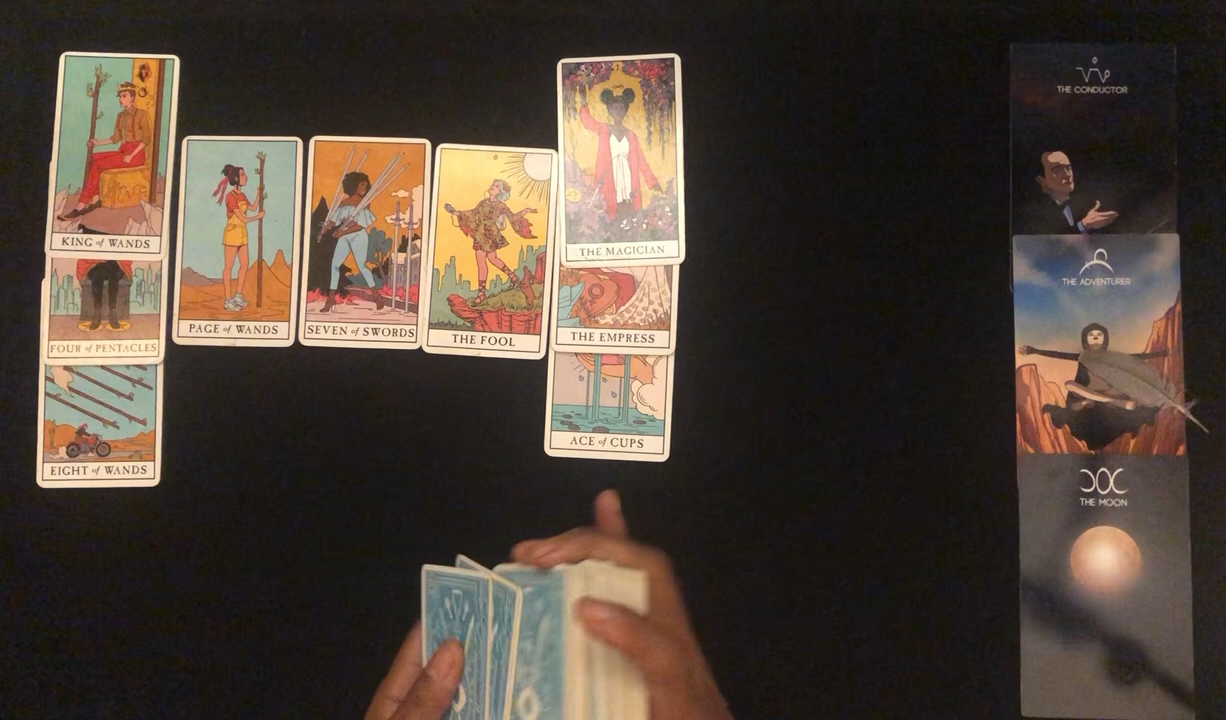 KING of WANDS
FOUR of PENTACLES
EIGHT of WANDS
PAGE of WANDS
SEVEN of SWORDS
0
THE FOOL
THE MAGICIAN
THE EMPRESS
ACE of CUPS
THE CONDUCTOR
THE ADVENTURER
THE MOON